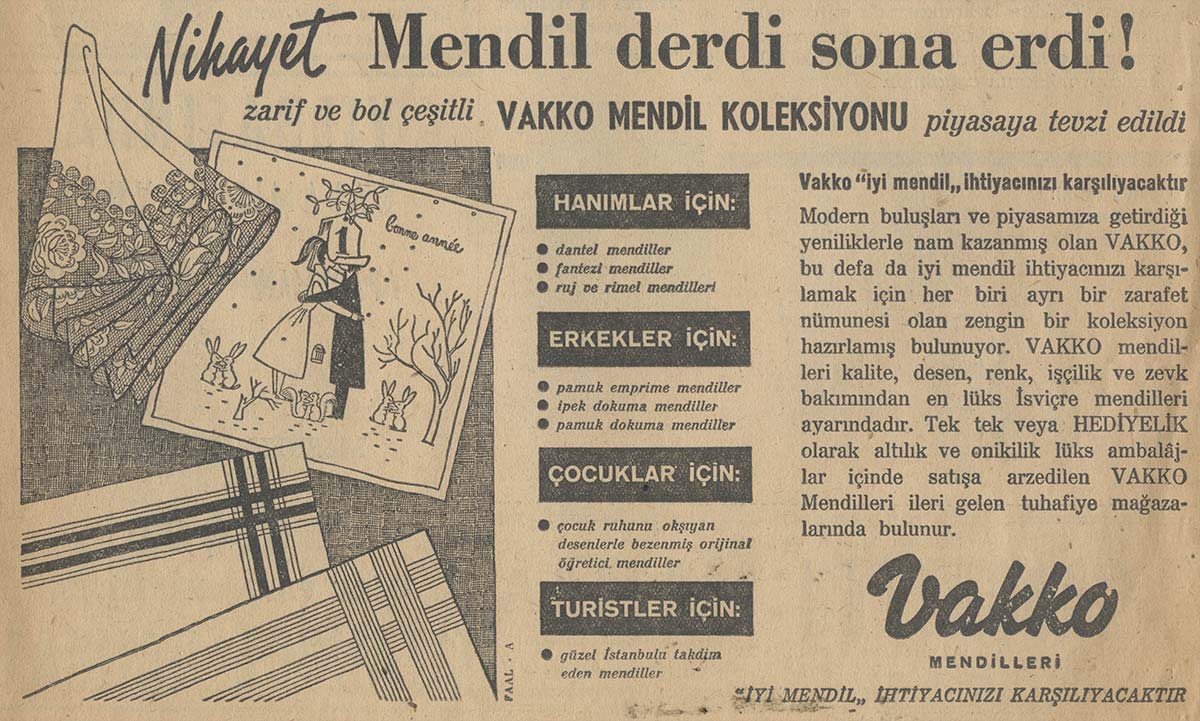 Nihayet Mendil derdi sona erdi!
zarif ve bol çeşitli VAKKO MENDİL KOLEKSİYONU piyasaya tevzi edildi
bonne année
1
HANIMLAR İÇİN:
● dantel mendiller
● fantezi mendiller
● ruj ve rimel mendilleri
ERKEKLER İÇİN:
● pamuk emprime mendiller
● ipek dokuma mendiller
● pamuk dokuma mendiller
ÇOCUKLAR İÇİN:
● çocuk ruhunu okşıyan
desenlerle bezenmiş orijinal
öğretici mendiller
TURİSTLER İÇİN:
● güzel İstanbulu takdim
eden mendiller
FAAL - A
Vakko "iyi mendil„ ihtiyacınızı karşılıyacaktır
Modern buluşları ve piyasamıza getirdiği
yeniliklerle nam kazanmış olan VAKKO,
bu defa da iyi mendil ihtiyacınızı karşı-
lamak için her biri ayrı bir zarafet
nümunesi olan zengin bir koleksiyon
hazırlamış bulunuyor. VAKKO mendil-
leri kalite, desen, renk, işçilik ve zevk
bakımından en lüks İsviçre mendilleri
ayarındadır. Tek tek veya HEDİYELİK
olarak altılık ve onikilik lüks ambalâj-
lar içinde satışa arzedilen VAKKO
Mendilleri ileri gelen tuhafiye mağaza-
larında bulunur.
Vakko
MENDİLLERİ
"İYİ MENDİL„ İHTİYACINIZI KARŞILIYACAKTIR